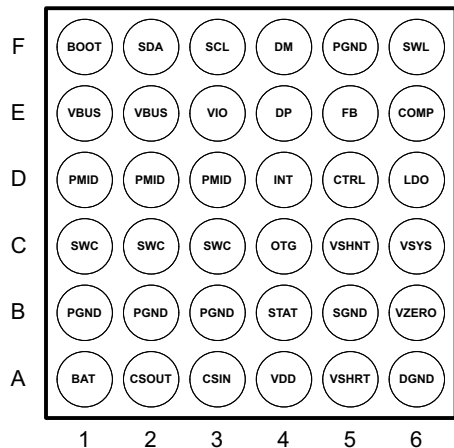 F BOOT SDA SCL DM PGND SWL
E VBUS VBUS VIO DP FB COMP
D PMID PMID PMID INT CTRL LDO
C SWC SWC SWC OTG VSHNT VSYS
B PGND PGND PGND STAT SGND VZERO
A BAT CSOUT CSIN VDD VSHRT DGND
1 2 3 4 5 6